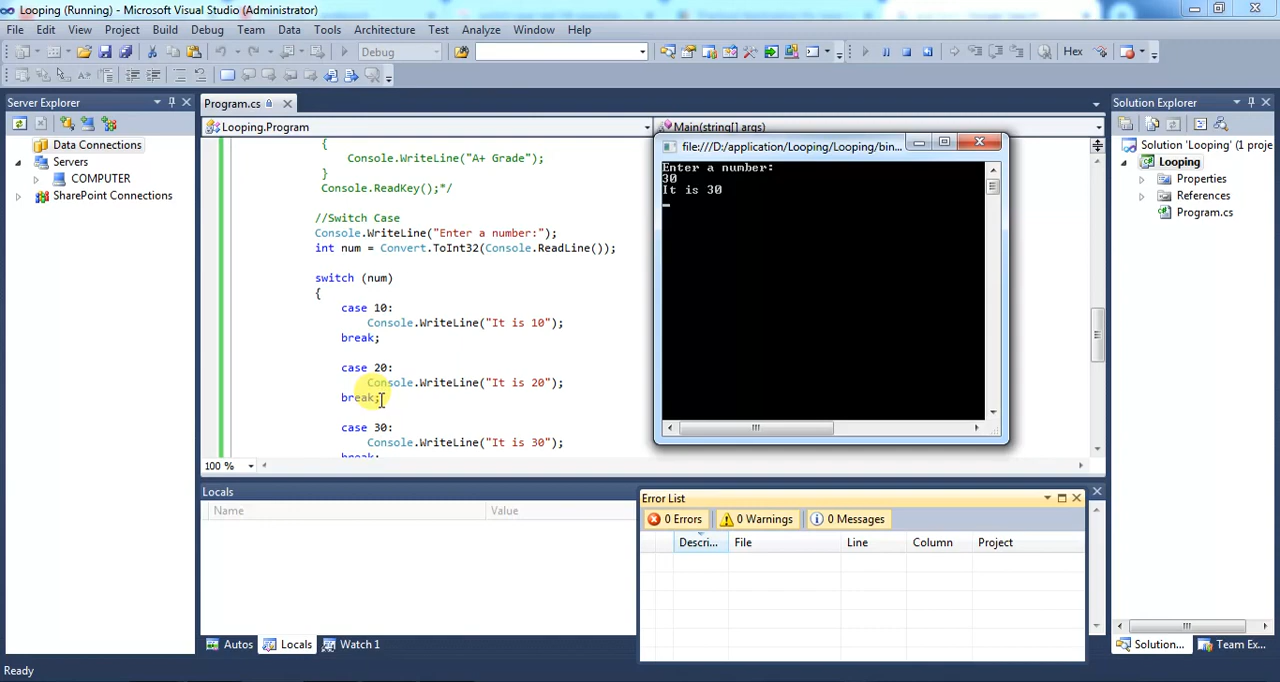 Looping (Running) - Microsoft Visual Studio (Administrator)
File Edit View Project Build Debug Team Data Tools Architecture Test Analyze Window Help
Debug
Hex
Server Explorer
Data Connections
Servers
COMPUTER
SharePoint Connections
Program.cs
Looping.Program
Main(string[] args)
{
Console.WriteLine("A+ Grade");
}
Console.ReadKey();*/
//Switch Case
Console.WriteLine("Enter a number:");
int num = Convert.ToInt32(Console.ReadLine());
switch (num)
{
case 10:
Console.WriteLine("It is 10");
break;
case 20:
Console.WriteLine("It is 20");
break;
case 30:
Console.WriteLine("It is 30");
break;
100 %
file:///D:/application/Looping/Looping/bin...
Enter a number:
30
It is 30
Solution Explorer
Solution 'Looping' (1 proje
Looping
Properties
References
Program.cs
Locals
Name Value
Autos Locals Watch 1
Error List
0 Errors 0 Warnings 0 Messages
Descri... File Line Column Project
Solution... Team Ex...
Ready